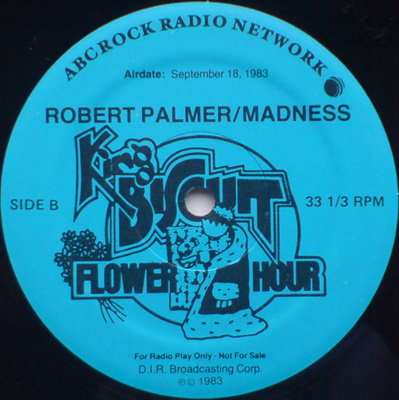 ABC ROCK RADIO NETWORK
Airdate: September 18, 1983
ROBERT PALMER/MADNESS
King
BISCUIT
FLOWER HOUR
SIDE B
33 1/3 RPM
For Radio Play Only - Not For Sale
D.I.R. Broadcasting Corp.
℗ © 1983